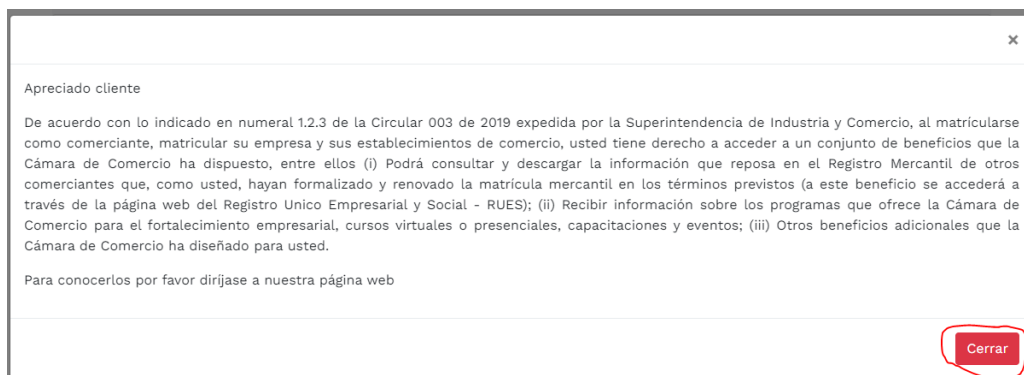 ×
Apreciado cliente
De acuerdo con lo indicado en numeral 1.2.3 de la Circular 003 de 2019 expedida por la Superintendencia de Industria y Comercio, al matrícularse
como comerciante, matricular su empresa y sus establecimientos de comercio, usted tiene derecho a acceder a un conjunto de beneficios que la
Cámara de Comercio ha dispuesto, entre ellos (i) Podrá consultar y descargar la información que reposa en el Registro Mercantil de otros
comerciantes que, como usted, hayan formalizado y renovado la matrícula mercantil en los términos previstos (a este beneficio se accederá a
través de la página web del Registro Unico Empresarial y Social - RUES); (ii) Recibir información sobre los programas que ofrece la Cámara de
Comercio para el fortalecimiento empresarial, cursos virtuales o presenciales, capacitaciones y eventos; (iii) Otros beneficios adicionales que la
Cámara de Comercio ha diseñado para usted.
Para conocerlos por favor diríjase a nuestra página web
Cerrar